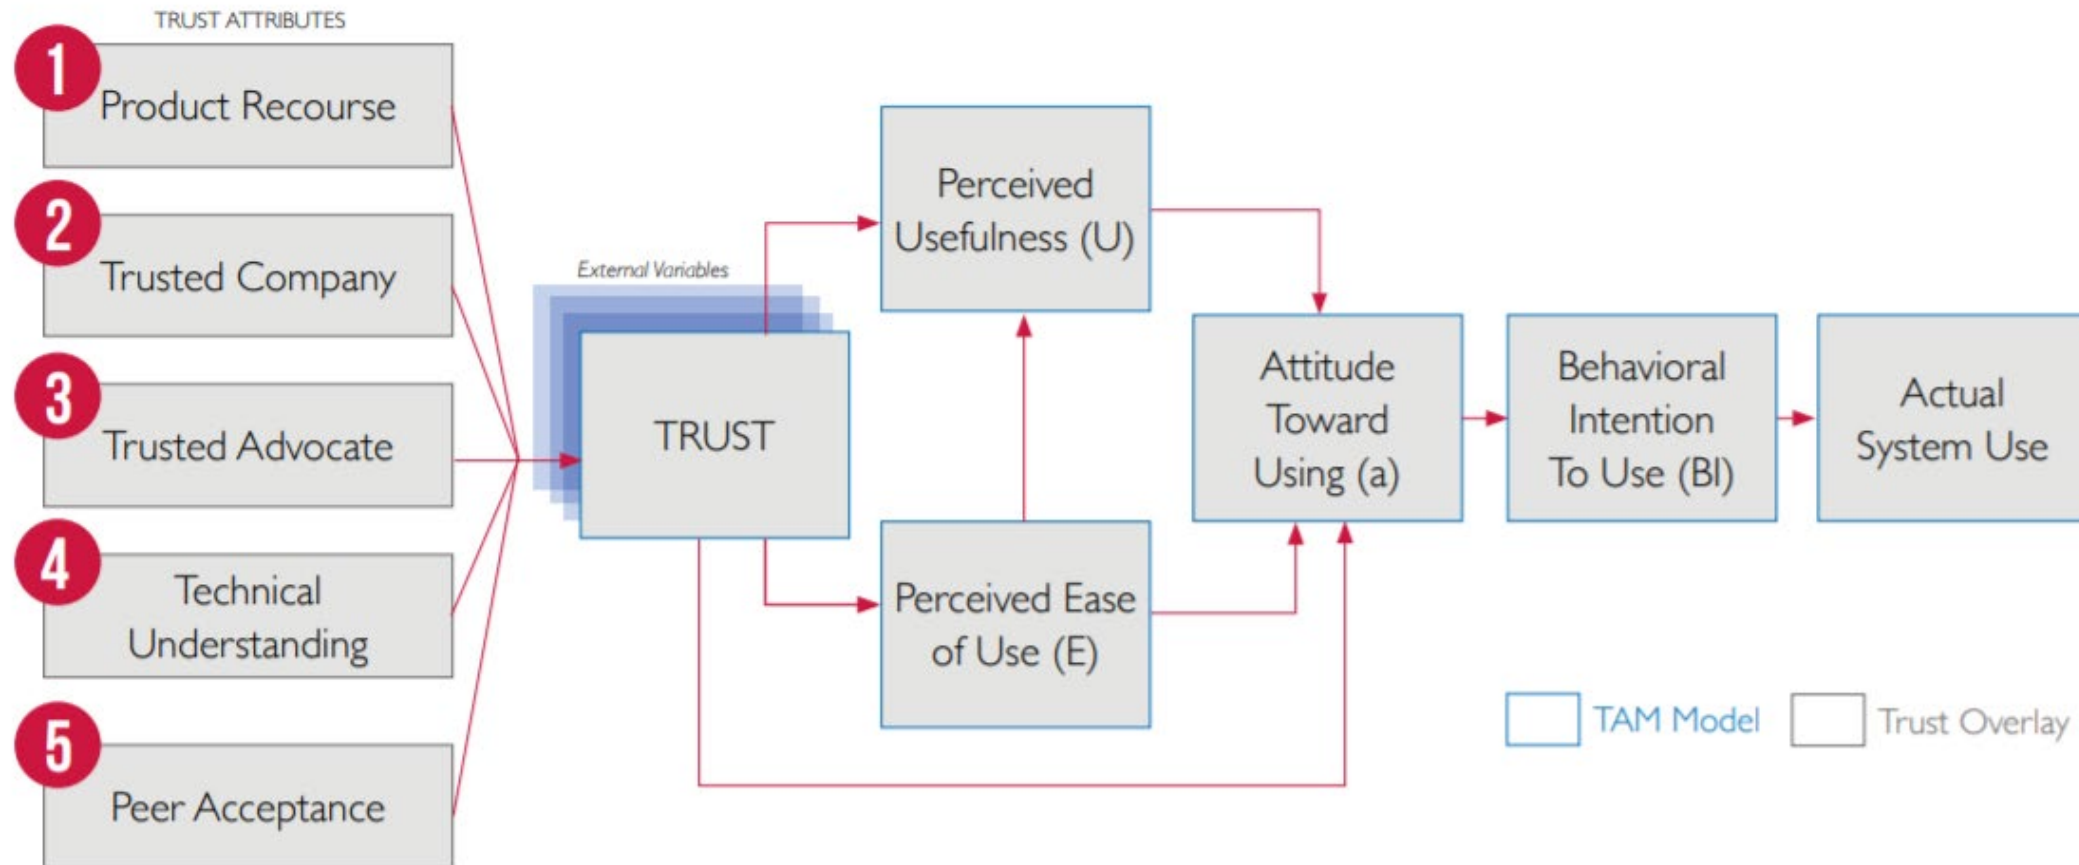 TRUST ATTRIBUTES
1
Product Recourse
2
Trusted Company
3
Trusted Advocate
4
Technical
Understanding
5
Peer Acceptance
External Variables
TRUST
Perceived
Usefulness (U)
Perceived Ease
of Use (E)
Attitude
Toward
Using (a)
Behavioral
Intention
To Use (BI)
Actual
System Use
TAM Model
Trust Overlay